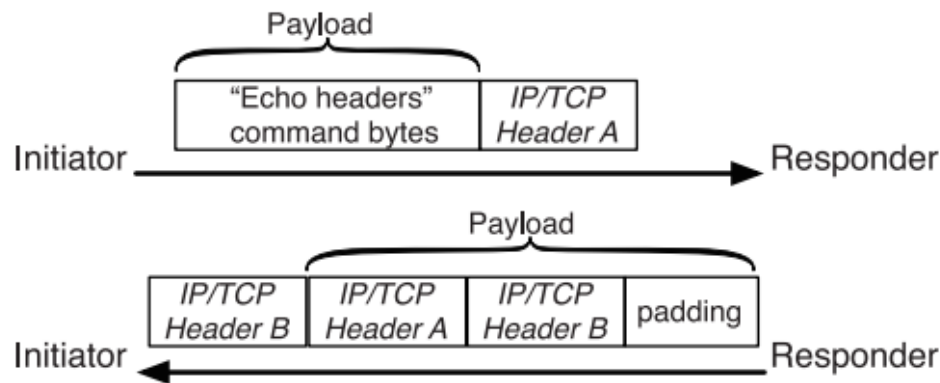 Payload
“Echo headers” IP/TCP
command bytes Header A
Initiator Responder
Payload
IP/TCP IP/TCP IP/TCP padding
Header B Header A Header B
Initiator Responder